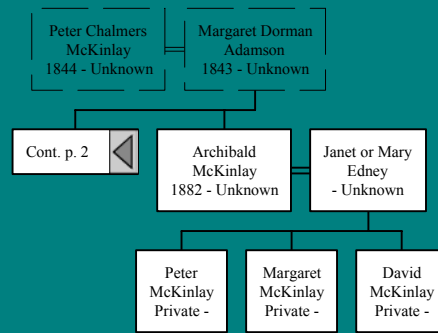 Peter Chalmers
McKinlay
1844 - Unknown
Margaret Dorman
Adamson
1843 - Unknown
Cont. p. 2
Archibald
McKinlay
1882 - Unknown
Janet or Mary
Edney
- Unknown
Peter
McKinlay
Private -
Margaret
McKinlay
Private -
David
McKinlay
Private -